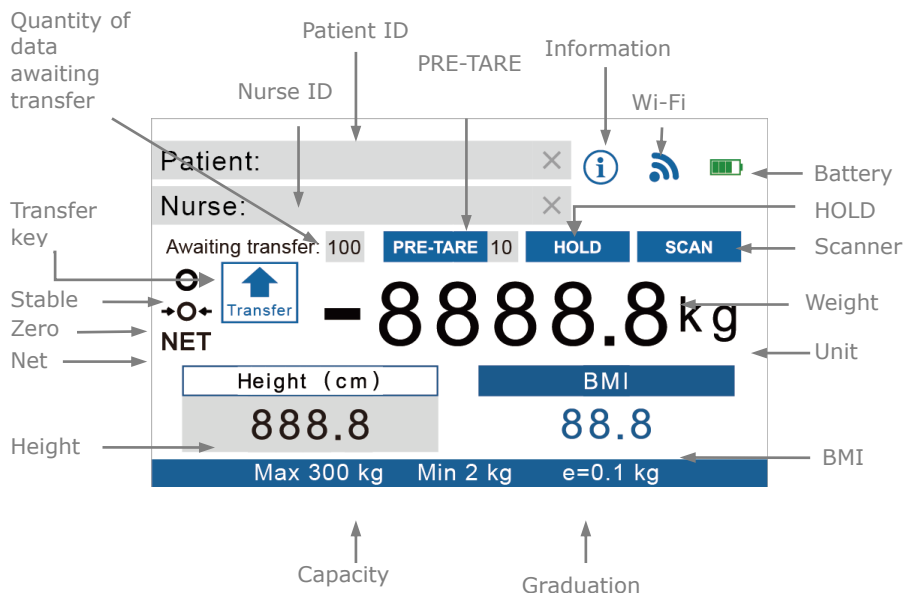 Quantity of
data
awaiting
transfer
Patient ID
Information
PRE-TARE
Nurse ID
Wi-Fi
Patient: ×
i
Battery
Nurse: ×
HOLD
Transfer
key
Awaiting transfer: 100 PRE-TARE 10 HOLD SCAN
Scanner
Transfer
-8888.8kg
Stable
Weight
Zero
→O←
NET
Net
Unit
Height (cm)
BMI
888.8
88.8
Height
BMI
Max 300 kg Min 2 kg e=0.1 kg
Capacity
Graduation